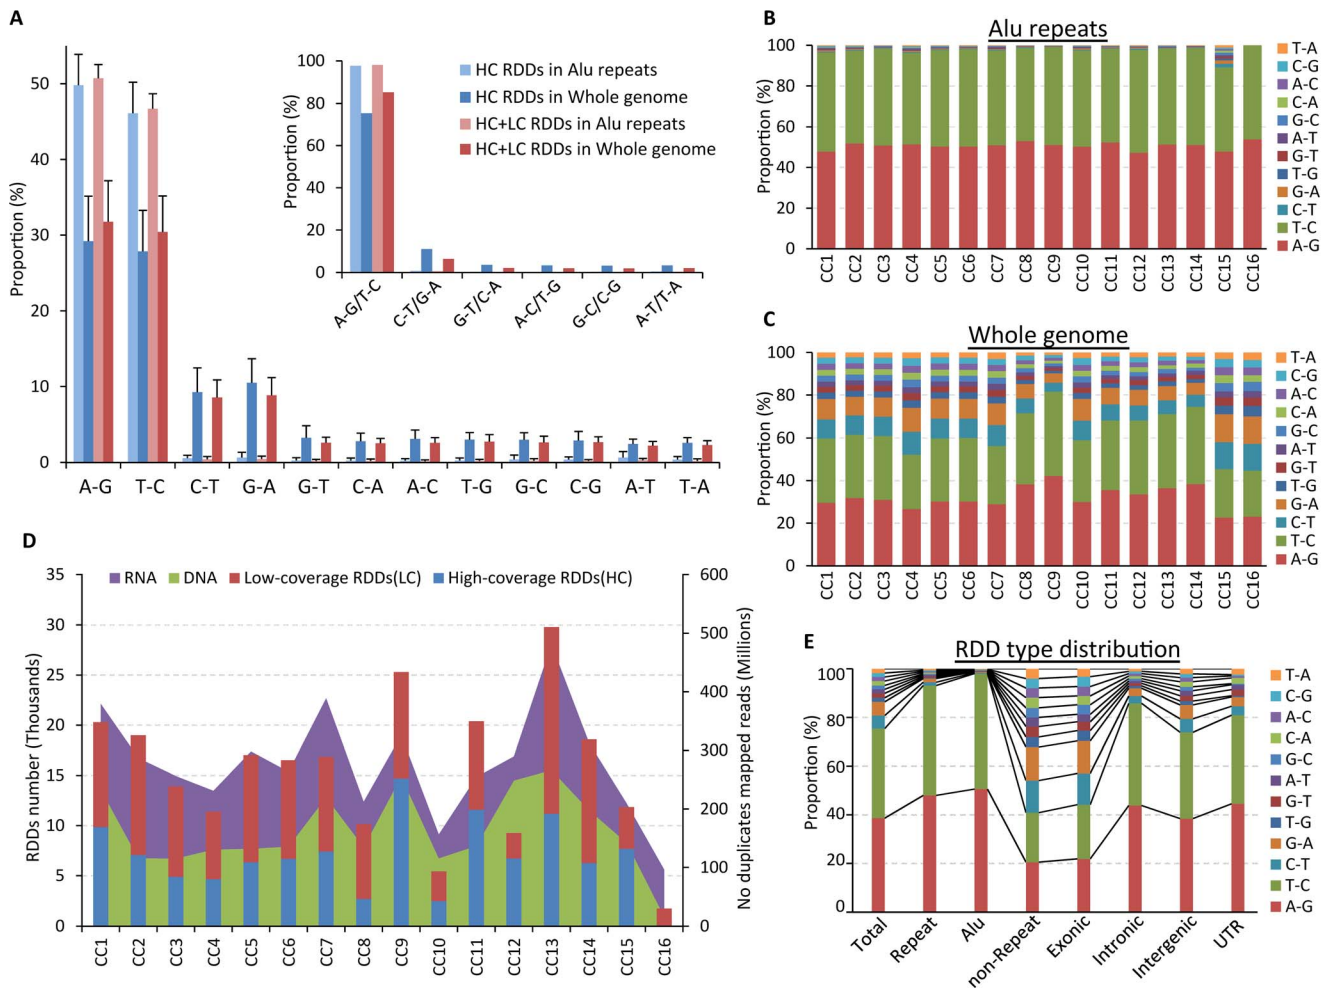 A
Proportion (%)
50
40
30
20
10
0
A-G T-C C-T G-A G-T C-A A-C T-G G-C C-G A-T T-A
Proportion (%)
100
80
60
40
20
0
A-G/T-C C-T/G-A G-T/C-A A-C/T-G G-C/C-G A-T/T-A
HC RDDs in Alu repeats
HC RDDs in Whole genome
HC+LC RDDs in Alu repeats
HC+LC RDDs in Whole genome
B
Alu repeats
Proportion (%)
100
80
60
40
20
0
CC1 CC2 CC3 CC4 CC5 CC6 CC7 CC8 CC9 CC10 CC11 CC12 CC13 CC14 CC15 CC16
T-A
C-G
A-C
C-A
G-C
A-T
G-T
T-G
G-A
C-T
T-C
A-G
C
Whole genome
Proportion (%)
100
80
60
40
20
0
CC1 CC2 CC3 CC4 CC5 CC6 CC7 CC8 CC9 CC10 CC11 CC12 CC13 CC14 CC15 CC16
T-A
C-G
A-C
C-A
G-C
A-T
G-T
T-G
G-A
C-T
T-C
A-G
D
RNA DNA Low-coverage RDDs(LC) High-coverage RDDs(HC)
RDDs number (Thousands)
35
30
25
20
15
10
5
0
No duplicates mapped reads (Millions)
600
500
400
300
200
100
0
CC1 CC2 CC3 CC4 CC5 CC6 CC7 CC8 CC9 CC10 CC11 CC12 CC13 CC14 CC15 CC16
E
RDD type distribution
Proportion (%)
100
80
60
40
20
0
Total Repeat Alu non-Repeat Exonic Intronic Intergenic UTR
T-A
C-G
A-C
C-A
G-C
A-T
G-T
T-G
G-A
C-T
T-C
A-G